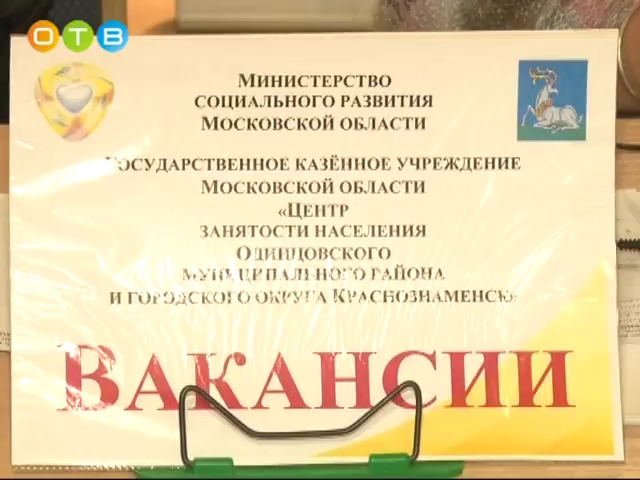 ОТВ
Министерство
социального развития
Московской области
Государственное казённое учреждение
Московской области
«Центр
занятости населения
Одинцовского
муниципального района
и городского округа Краснознаменск»
Вакансии